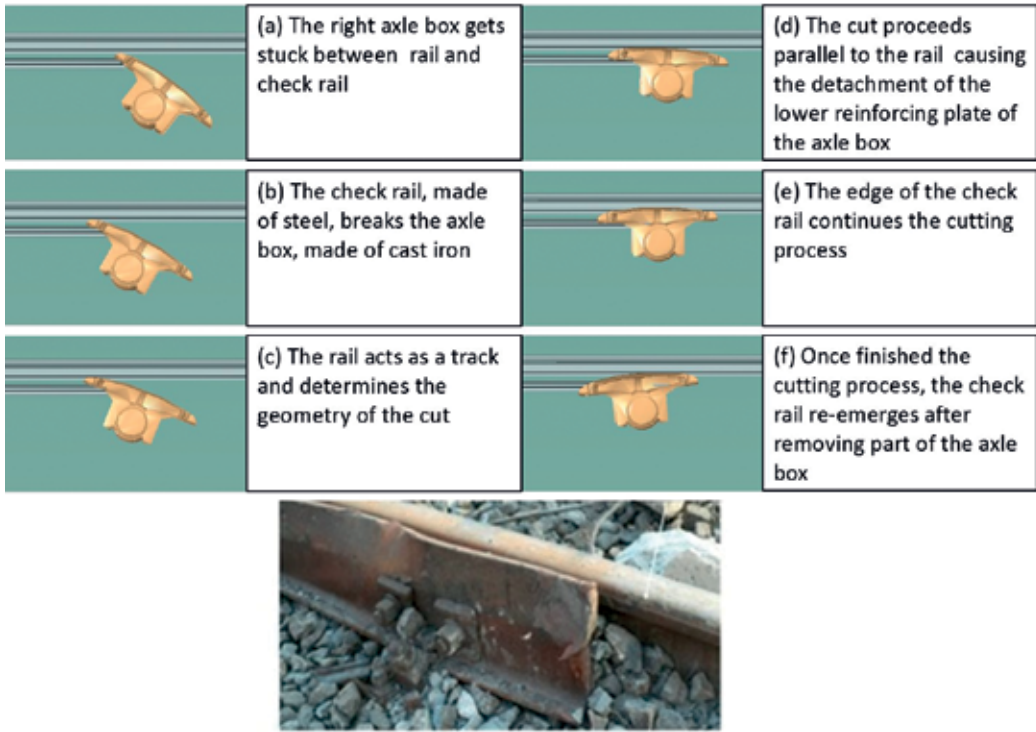 (a) The right axle box gets
stuck between rail and
check rail
(b) The check rail, made
of steel, breaks the axle
box, made of cast iron
(c) The rail acts as a track
and determines the
geometry of the cut
(d) The cut proceeds
parallel to the rail causing
the detachment of the
lower reinforcing plate of
the axle box
(e) The edge of the check
rail continues the cutting
process
(f) Once finished the
cutting process, the check
rail re-emerges after
removing part of the axle
box